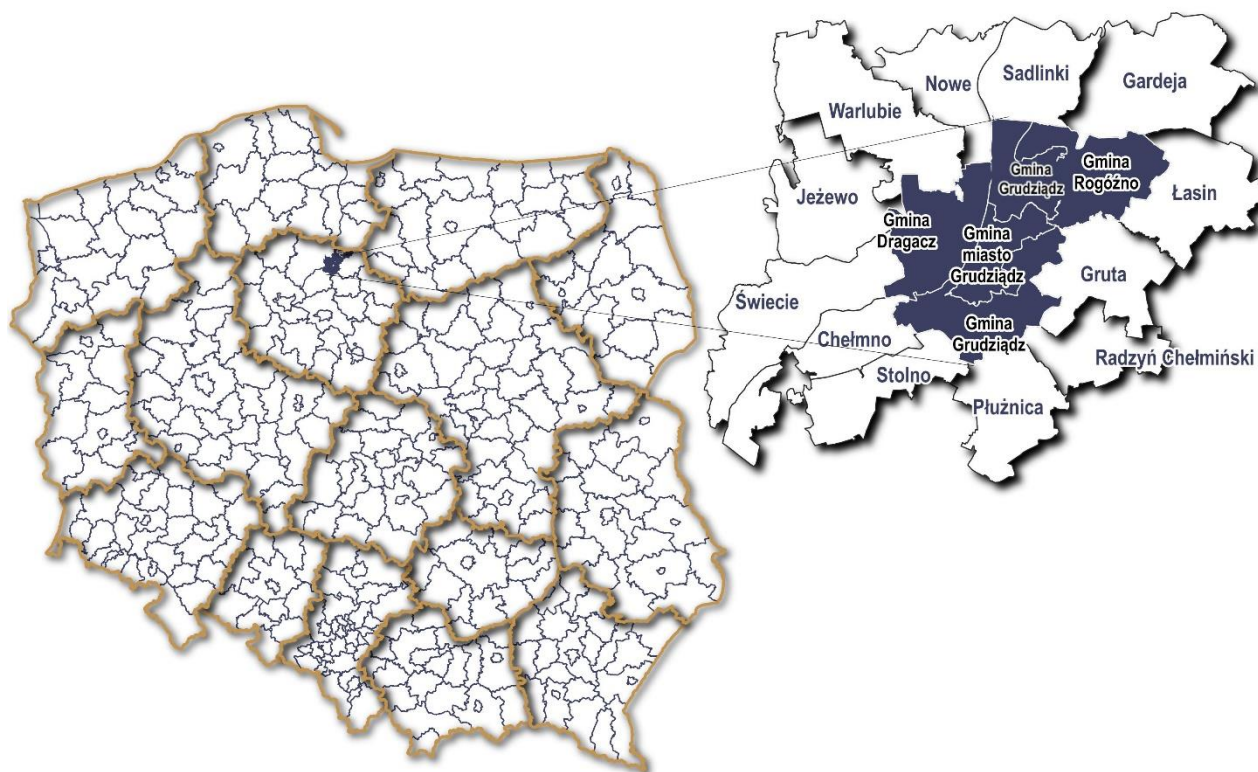 Sadlinki
Nowe
Gardeja
Warlubie
Gmina
Grudziądz
Gmina
Rogóźno
Jeżewo
Łasin
Gmina
Dragacz
Gmina
miasto
Grudziądz
Gruta
Świecie
Gmina
Grudziądz
Chełmno
Radzyń Chełmiński
Stolno
Płużnica